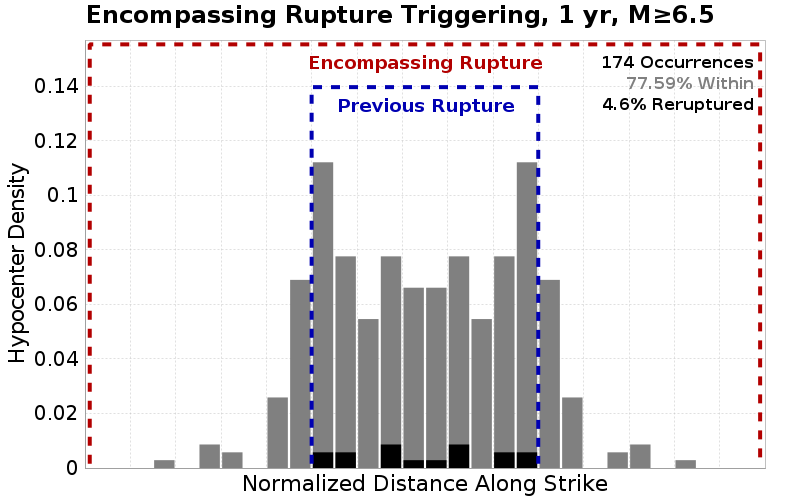 Encompassing Rupture Triggering, 1 yr, M≥6.5
Encompassing Rupture
174 Occurrences
77.59% Within
4.6% Reruptured
Previous Rupture
Hypocenter Density
0.14
0.12
0.1
0.08
0.06
0.04
0.02
0
Normalized Distance Along Strike